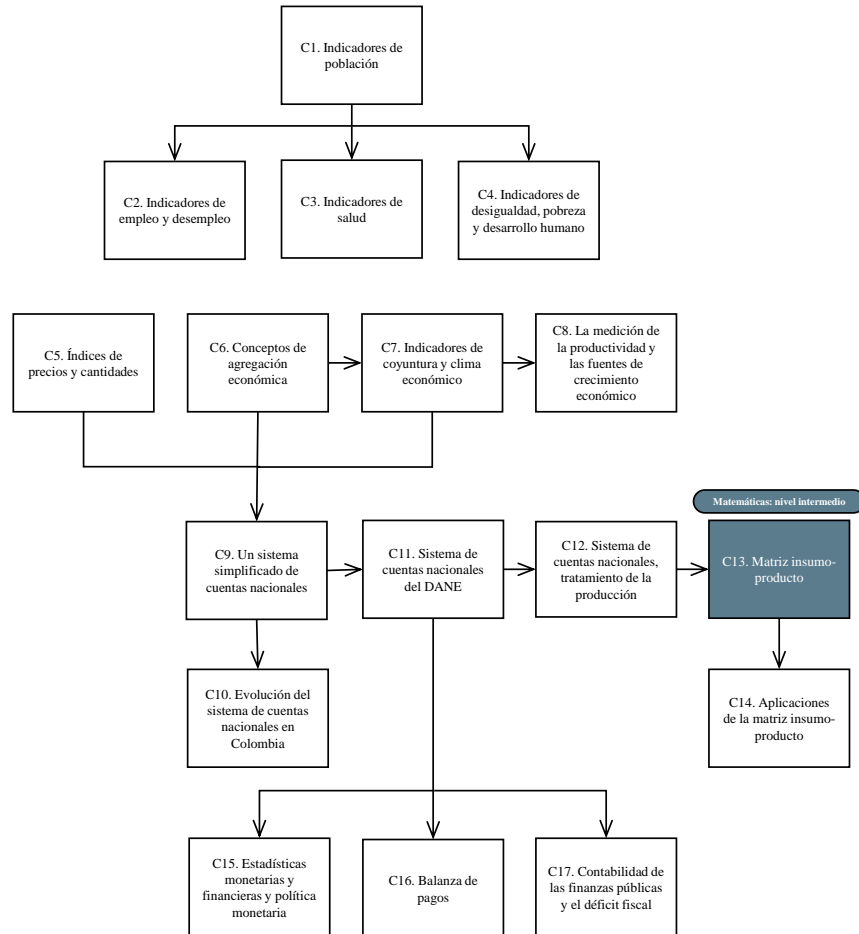 C1. Indicadores de
población
C2. Indicadores de
empleo y desempleo
C3. Indicadores de
salud
C4. Indicadores de
desigualdad, pobreza
y desarrollo humano
C5. Índices de
precios y cantidades
C6. Conceptos de
agregación
económica
C7. Indicadores de
coyuntura y clima
económico
C8. La medición de
la productividad y
las fuentes de
crecimiento
económico
Matemáticas: nivel intermedio
C9. Un sistema
simplificado de
cuentas nacionales
C11. Sistema de
cuentas nacionales
del DANE
C12. Sistema de
cuentas nacionales,
tratamiento de la
producción
C13. Matriz insumo-
producto
C10. Evolución del
sistema de cuentas
nacionales en
Colombia
C14. Aplicaciones
de la matriz insumo-
producto
C15. Estadísticas
monetarias y
financieras y política
monetaria
C16. Balanza de
pagos
C17. Contabilidad de
las finanzas públicas
y el déficit fiscal